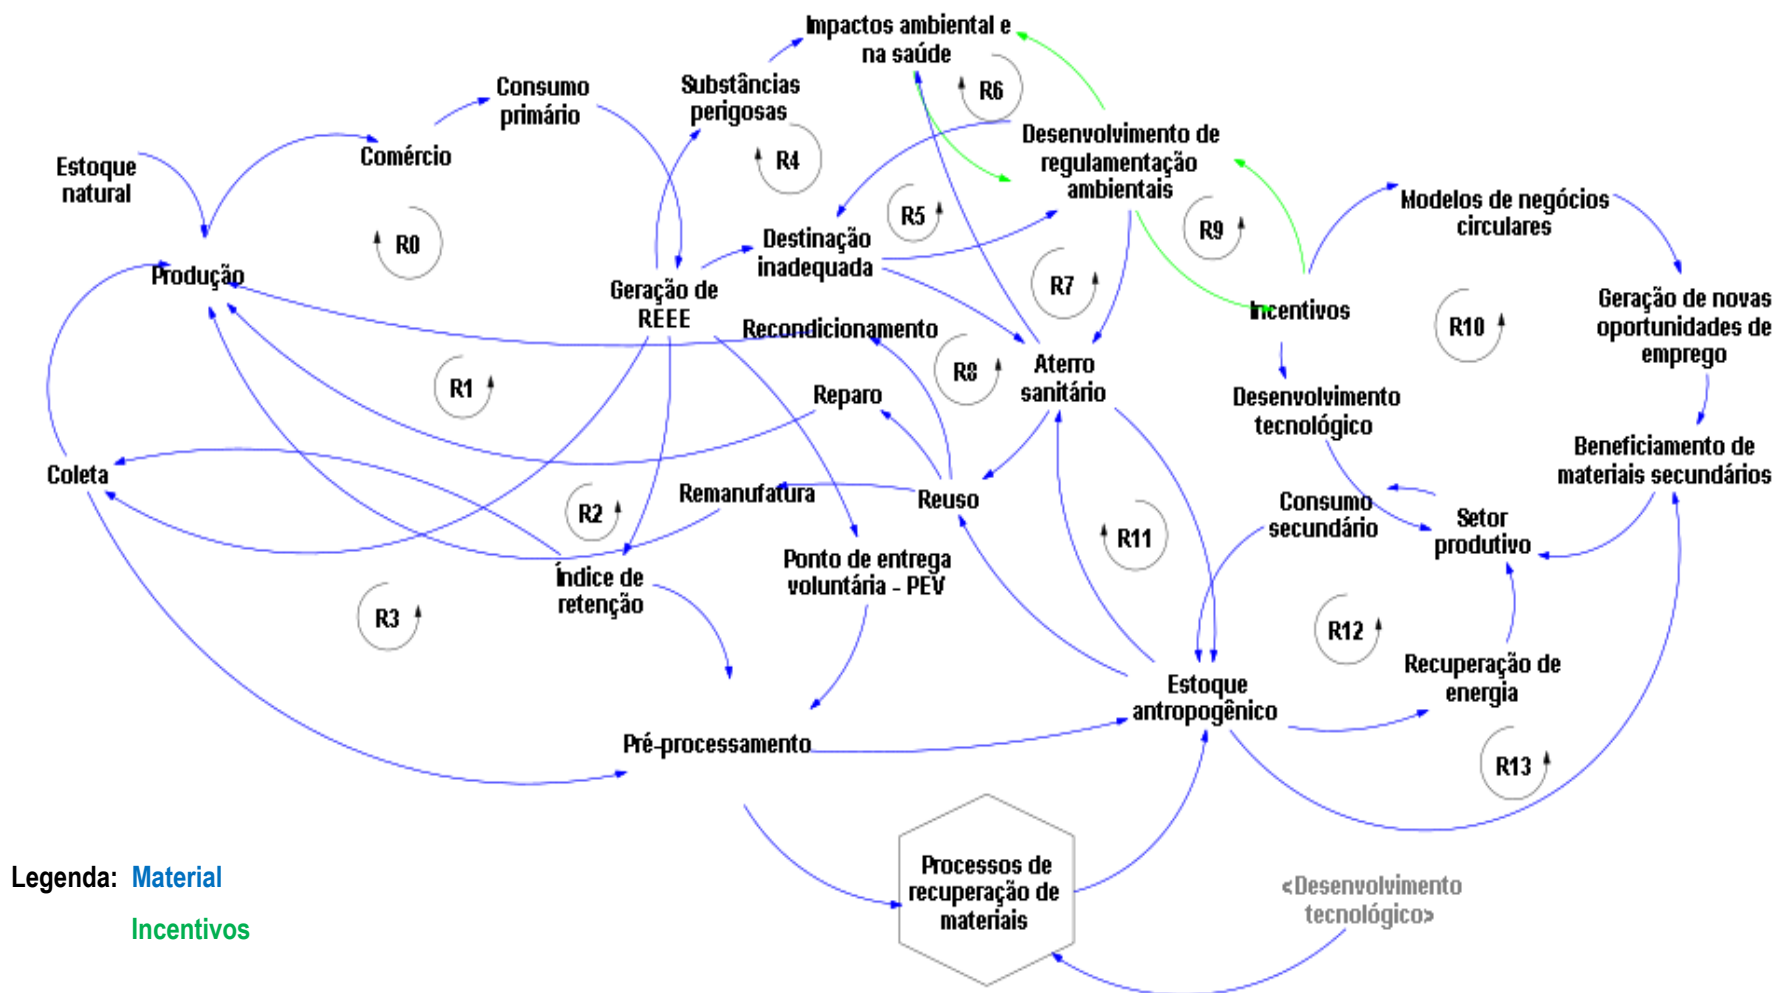 Impactos ambiental e
na saúde
Consumo
primário
Substâncias
perigosas
R6
Comércio
Estoque
natural
R4
Desenvolvimento de
regulamentação
ambientais
Modelos de negócios
circulares
R0
R5
R9
Destinação
inadequada
Produção
Geração de
REEE
R7
Incentivos
Geração de novas
oportunidades de
emprego
R10
Recondicionamento
R1
R8
Aterro
sanitário
Reparo
Desenvolvimento
tecnológico
Beneficiamento de
materiais secundários
Coleta
Remanufatura
Reuso
Consumo
secundário
Setor
produtivo
R2
R11
Ponto de entrega
voluntária - PEV
Índice de
retenção
R3
R12
Recuperação de
energia
Estoque
antropogênico
Pré-processamento
R13
Processos de
recuperação de
materiais
<Desenvolvimento
tecnológico>
Legenda: Material
Incentivos